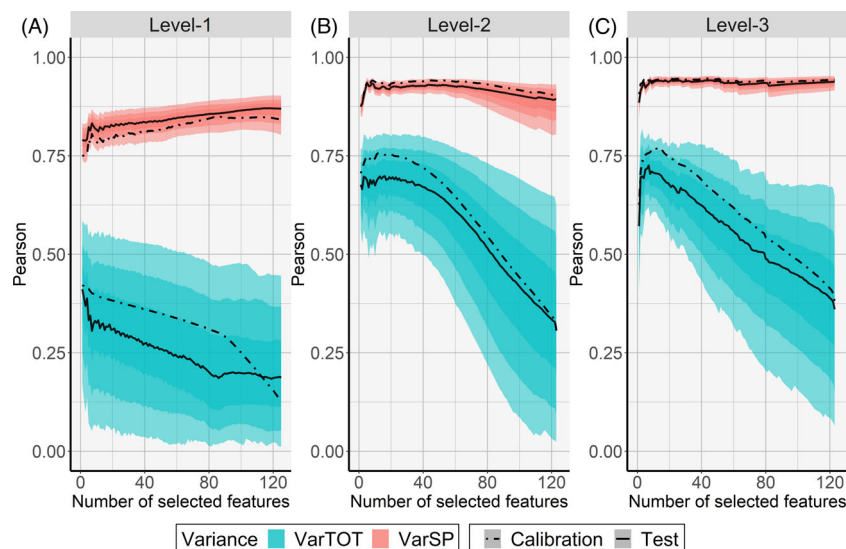 (A) Level-1
(B) Level-2
(C) Level-3
Pearson
1.00
0.75
0.50
0.25
0.00
0 40 80 120
Number of selected features
Pearson
1.00
0.75
0.50
0.25
0.00
0 40 80 120
Number of selected features
Pearson
1.00
0.75
0.50
0.25
0.00
0 40 80 120
Number of selected features
Variance VarTOT VarSP Calibration Test